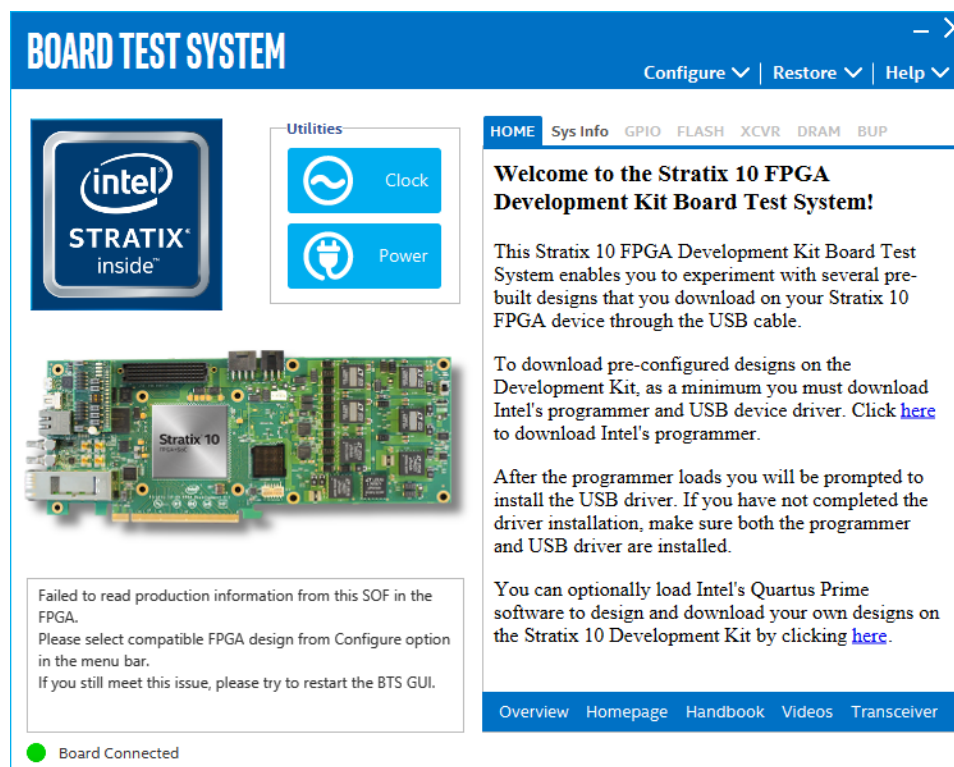 BOARD TEST SYSTEM
Configure | Restore | Help
intel
STRATIX®
inside™
Utilities
Clock
Power
Stratix 10
HOME Sys Info GPIO FLASH XCVR DRAM BUP
Welcome to the Stratix 10 FPGA
Development Kit Board Test System!
This Stratix 10 FPGA Development Kit Board Test
System enables you to experiment with several pre-
built designs that you download on your Stratix 10
FPGA device through the USB cable.
To download pre-configured designs on the
Development Kit, as a minimum you must download
Intel's programmer and USB device driver. Click here
to download Intel's programmer.
After the programmer loads you will be prompted to
install the USB driver. If you have not completed the
driver installation, make sure both the programmer
and USB driver are installed.
You can optionally load Intel's Quartus Prime
software to design and download your own designs on
the Stratix 10 Development Kit by clicking here.
Overview Homepage Handbook Videos Transceiver
Failed to read production information from this SOF in the
FPGA.
Please select compatible FPGA design from Configure option
in the menu bar.
If you still meet this issue, please try to restart the BTS GUI.
Board Connected